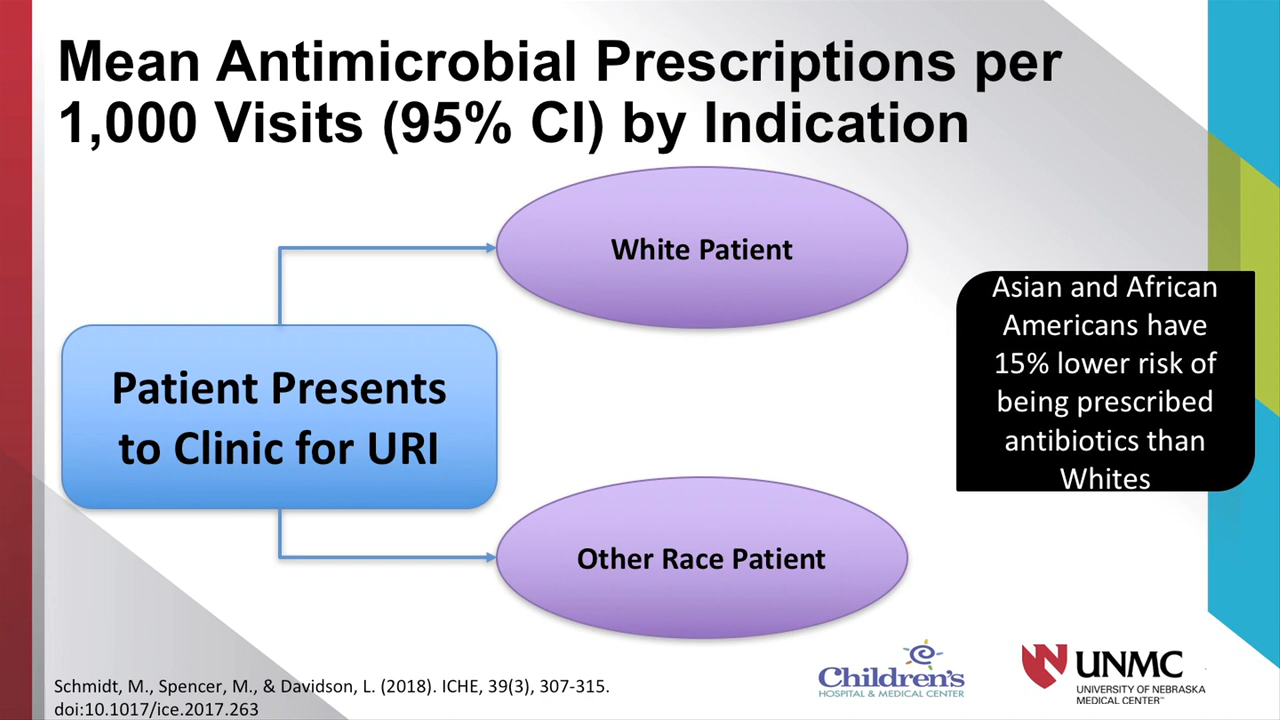 Mean Antimicrobial Prescriptions per
1,000 Visits (95% CI) by Indication
White Patient
Patient Presents
to Clinic for URI
Other Race Patient
Asian and African
Americans have
15% lower risk of
being prescribed
antibiotics than
Whites
Schmidt, M., Spencer, M., & Davidson, L. (2018). ICHE, 39(3), 307-315.
doi:10.1017/ice.2017.263
Children's
HOSPITAL & MEDICAL CENTER
UNMC
UNIVERSITY OF NEBRASKA
MEDICAL CENTER